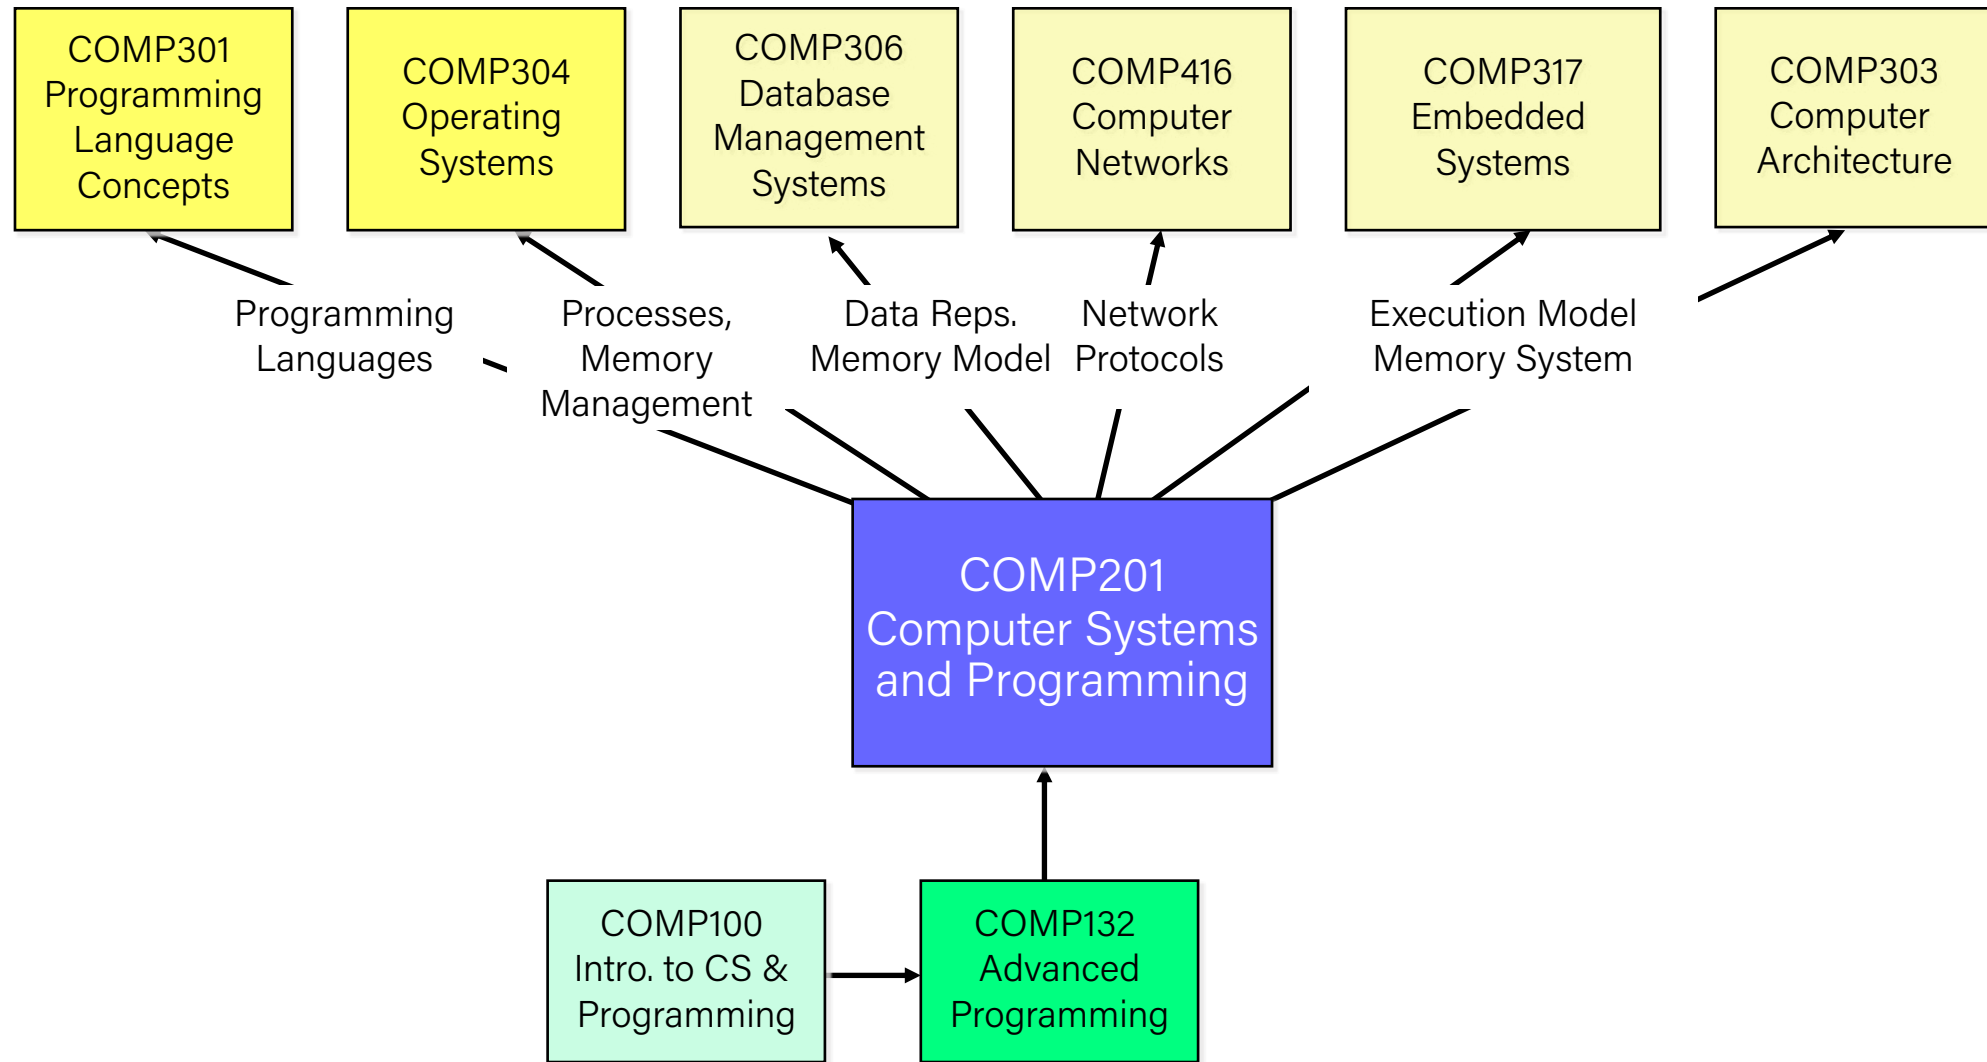 COMP301
Programming
Language
Concepts
COMP304
Operating
Systems
COMP306
Database
Management
Systems
COMP416
Computer
Networks
COMP317
Embedded
Systems
COMP303
Computer
Architecture
Programming
Languages
Processes,
Memory
Management
Data Reps.
Memory Model
Network
Protocols
Execution Model
Memory System
COMP201
Computer Systems
and Programming
COMP100
Intro. to CS &
Programming
COMP132
Advanced
Programming